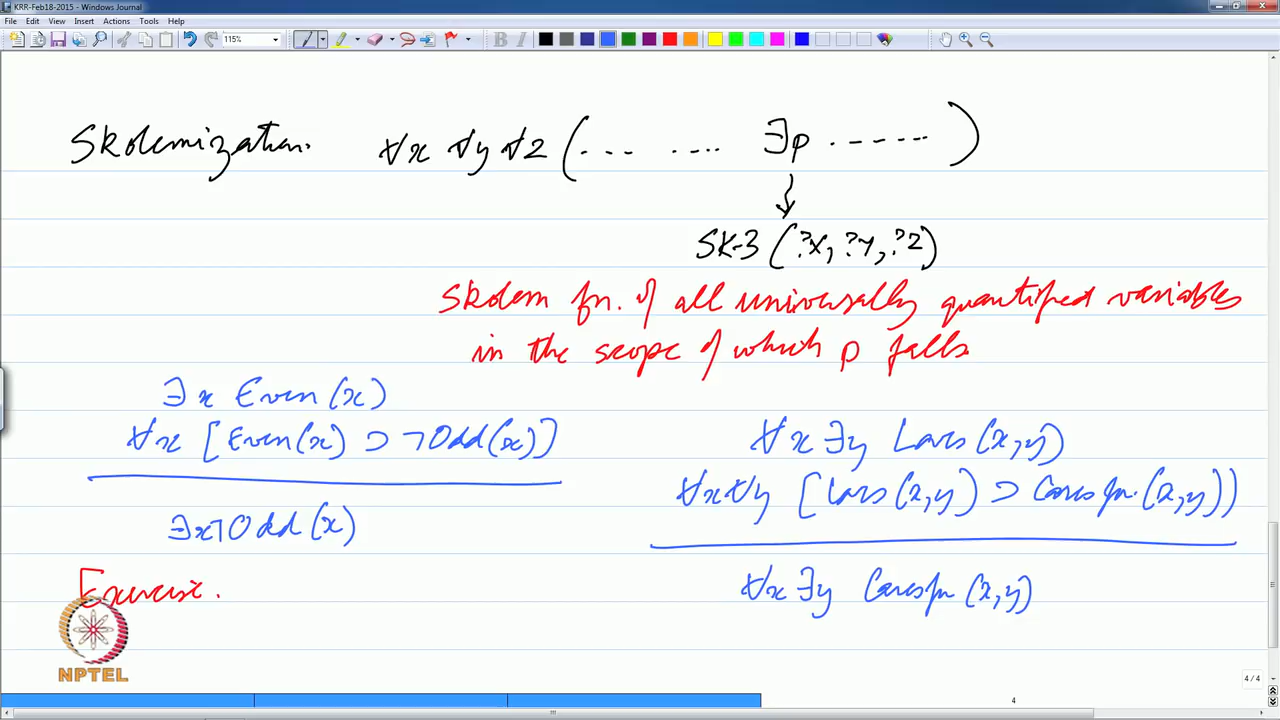 KRR-Feb18-2015 - Windows Journal
File Edit View Insert Actions Tools Help
115%
B I
Skolemization. ∀x ∀y ∀z (... .... ∃p ......)
SK-3 (?x, ?y, ?z)
Skolem fn. of all universally quantified variables
in the scope of which p falls.
∃x Even(x)
∀x [Even(x) ⊃ ¬Odd(x)]
∃x¬Odd(x)
Exercise.
∀x ∃y Loves(x,y)
∀x∀y [Loves(x,y) ⊃ Caresfor(x,y)]
∀x ∃y Caresfor(x,y)
NPTEL
4/4
4